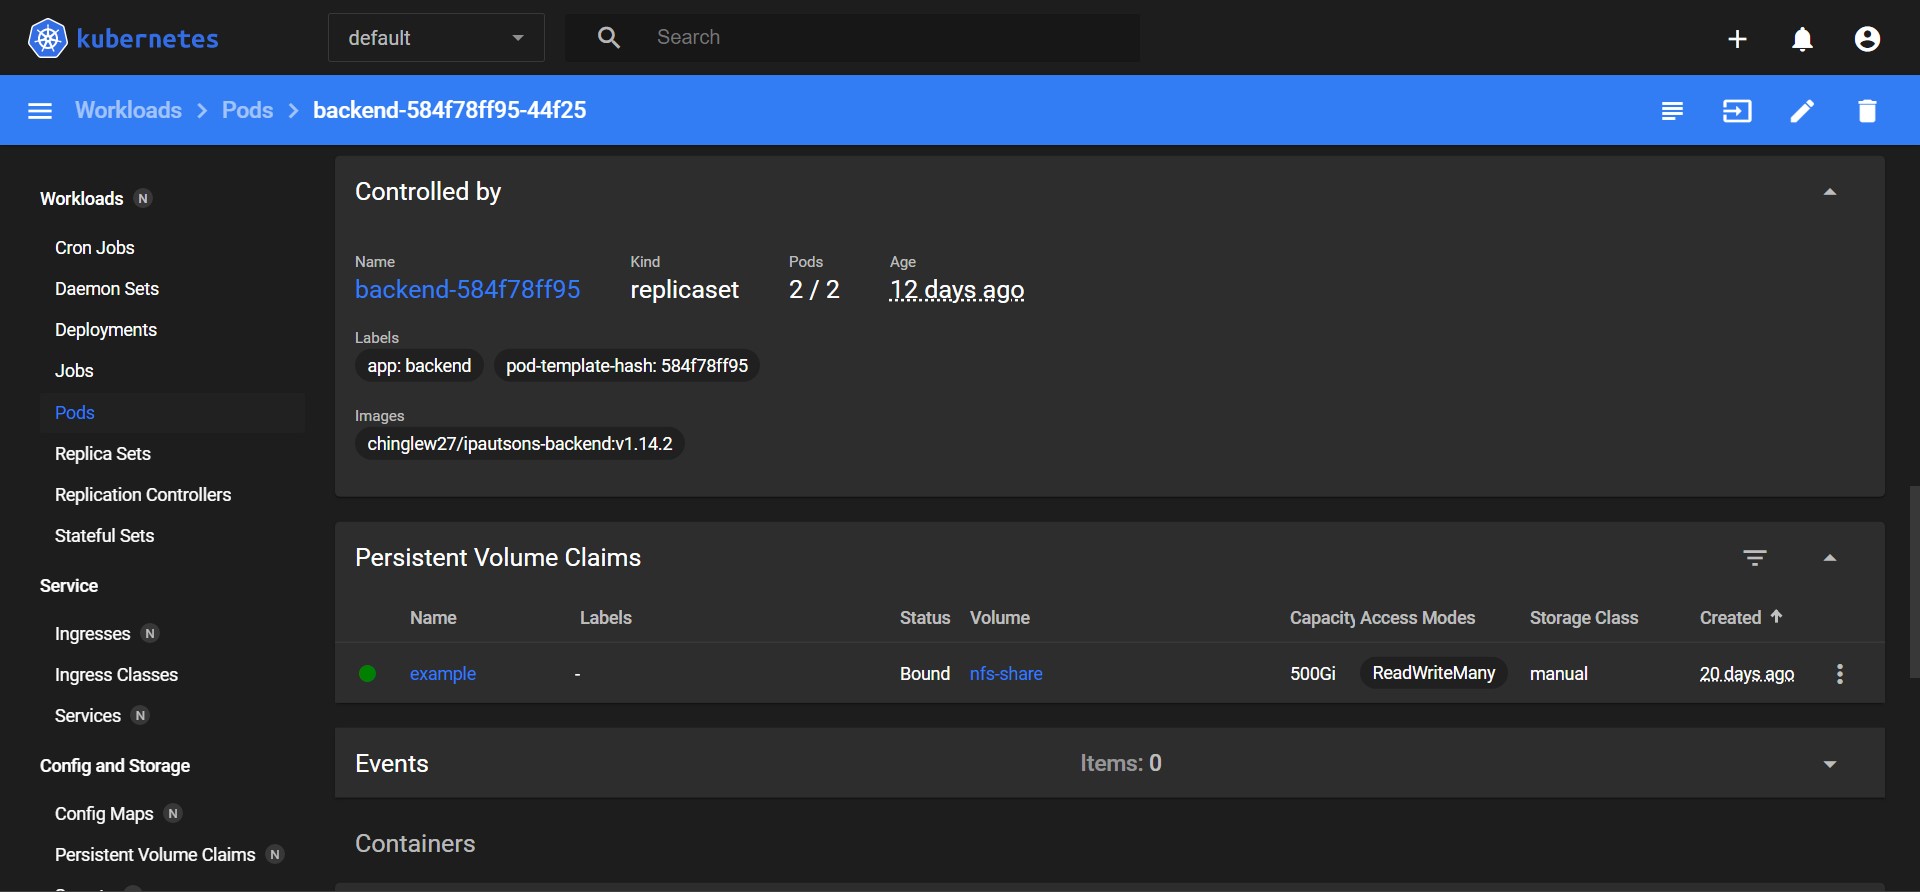 kubernetes
default
Search
Workloads
Pods
backend-584f78ff95-44f25
Workloads N
Cron Jobs
Daemon Sets
Deployments
Jobs
Pods
Replica Sets
Replication Controllers
Stateful Sets
Service
Ingresses N
Ingress Classes
Services N
Config and Storage
Config Maps N
Persistent Volume Claims N
Controlled by
Name Kind Pods Age
backend-584f78ff95 replicaset 2 / 2 12 days ago
Labels
app: backend pod-template-hash: 584f78ff95
Images
chinglew27/ipautsons-backend:v1.14.2
Persistent Volume Claims
Name Labels Status Volume Capacity Access Modes Storage Class Created
example - Bound nfs-share 500Gi ReadWriteMany manual 20 days ago
Events Items: 0
Containers